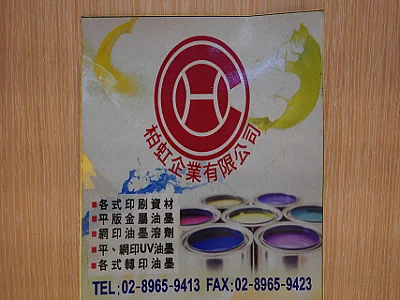 柏虹企業有限公司
各式印刷資材
平版金屬油墨
網印油墨溶劑
平、網印UV油墨
各式轉印油墨
TEL:02-8965-9413 FAX:02-8965-9423